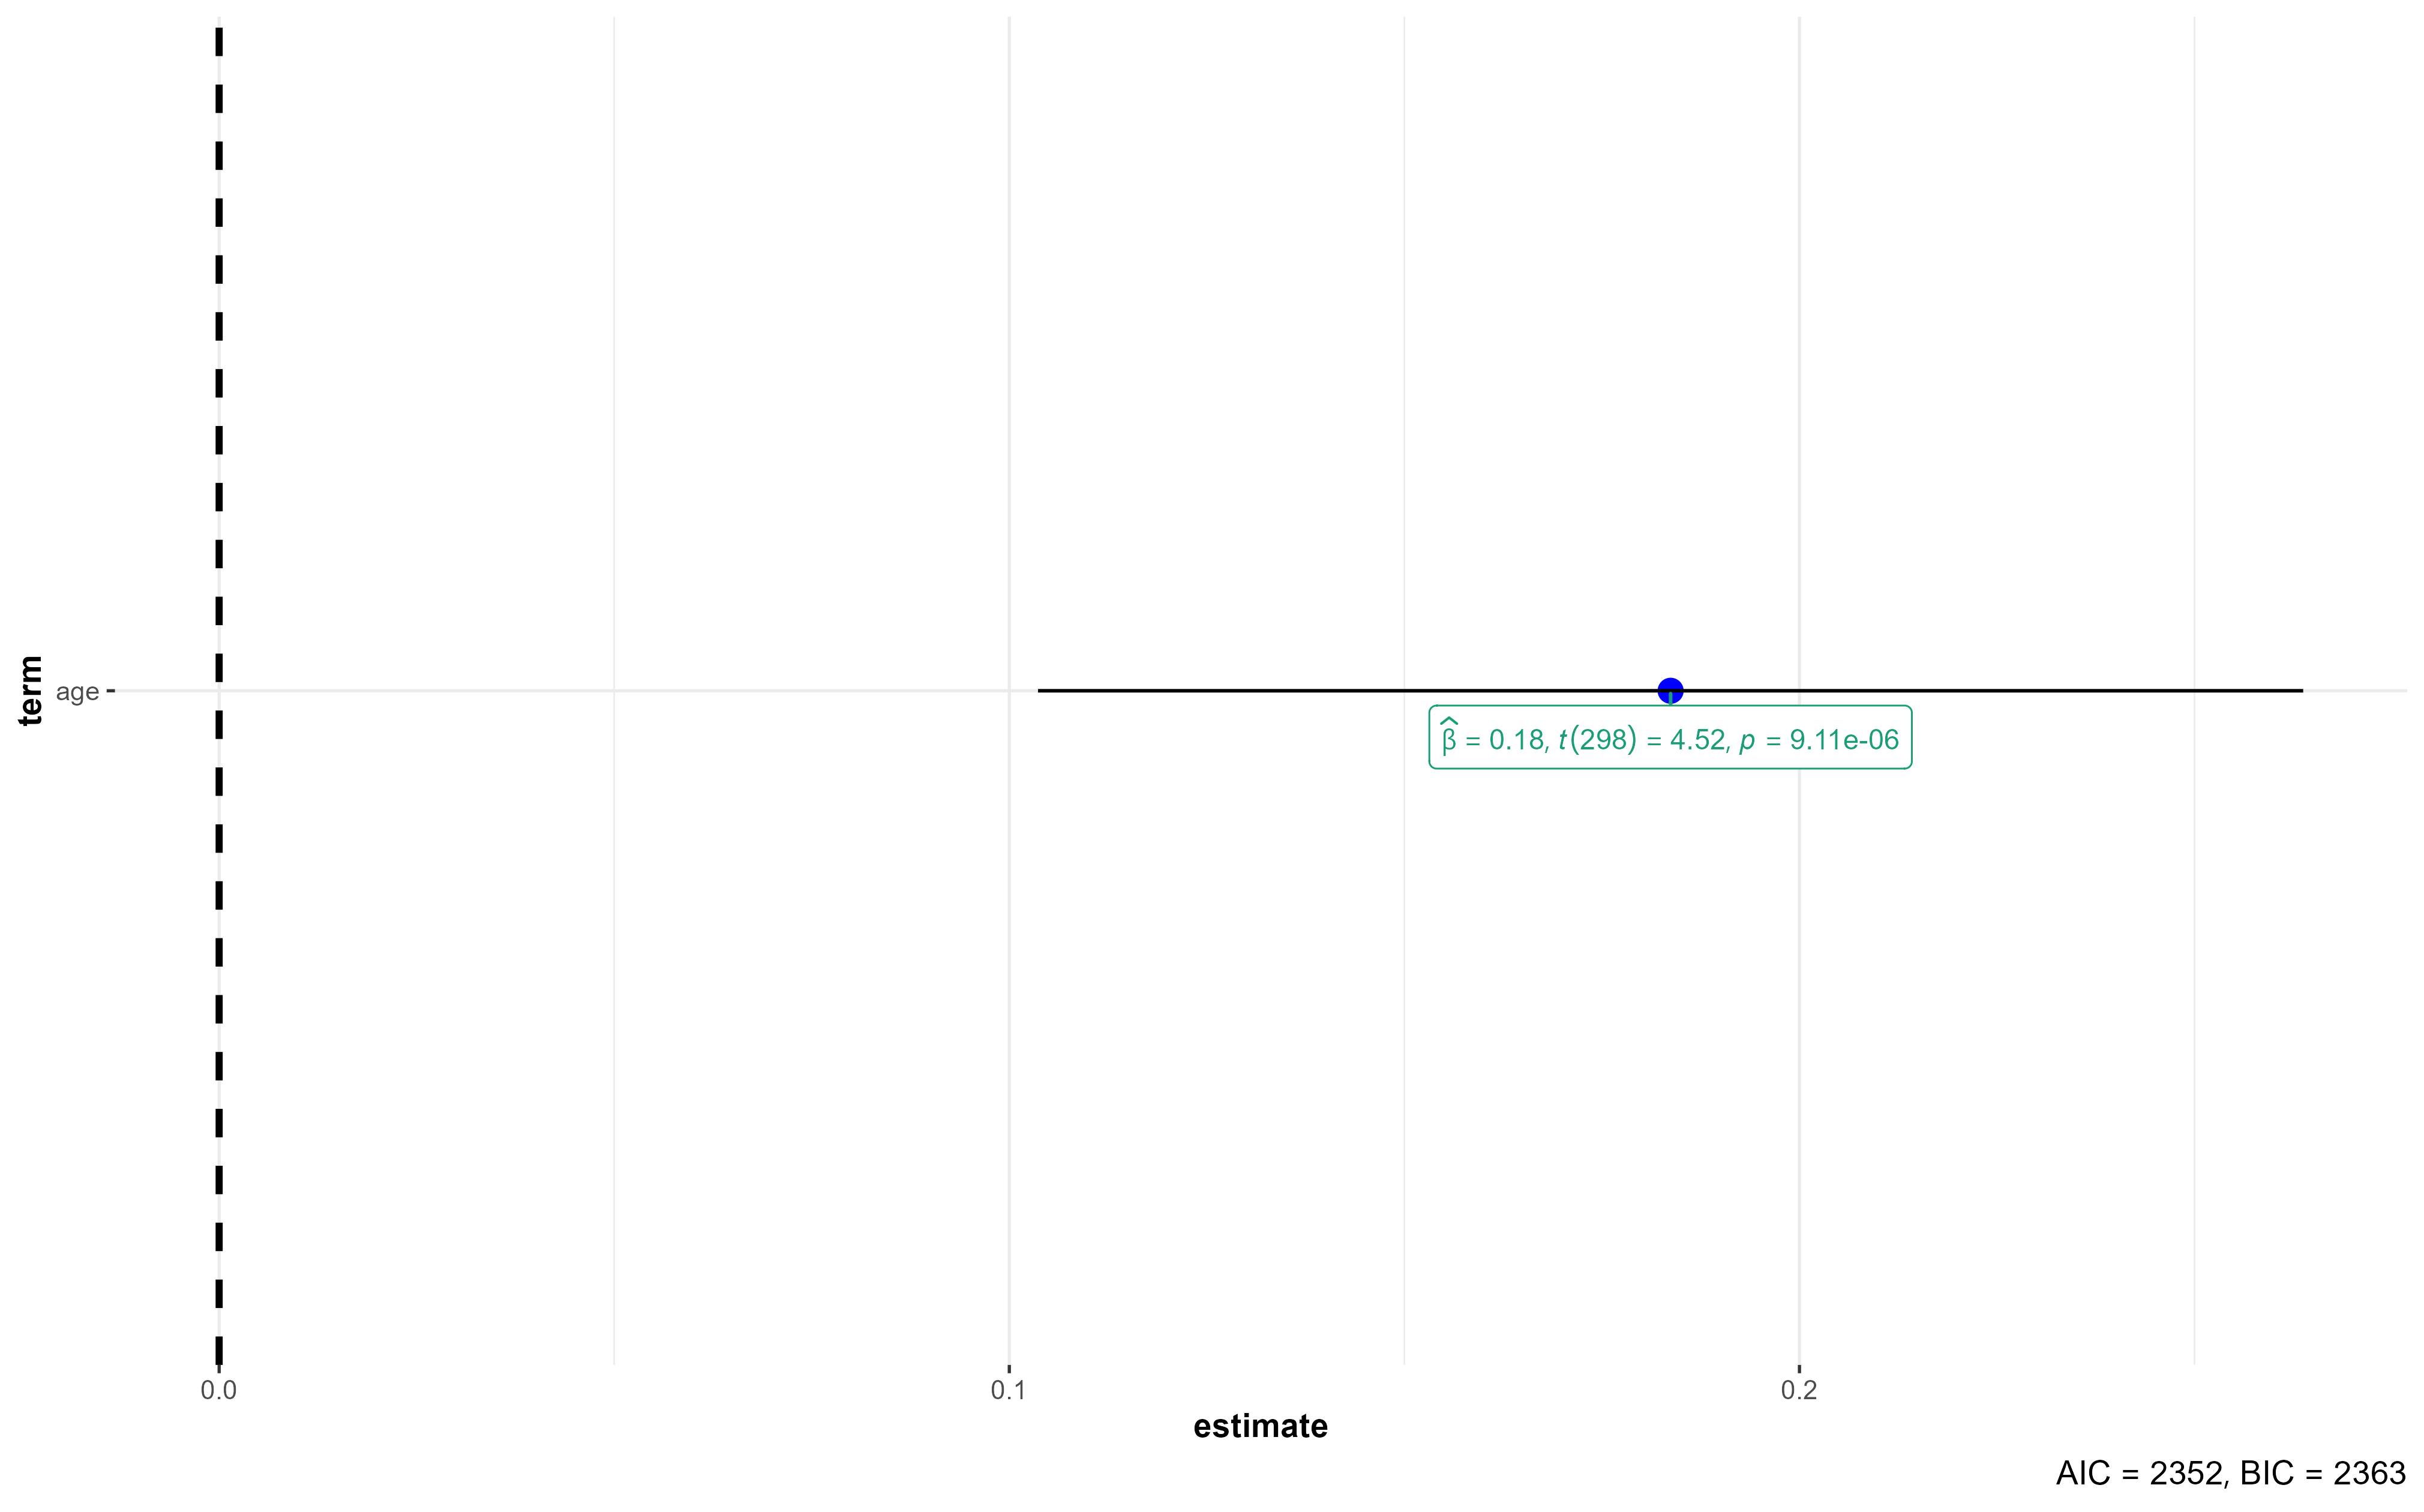 term
age
β̂ = 0.18, t(298) = 4.52, p = 9.11e-06
0.0 0.1 0.2
estimate
AIC = 2352, BIC = 2363